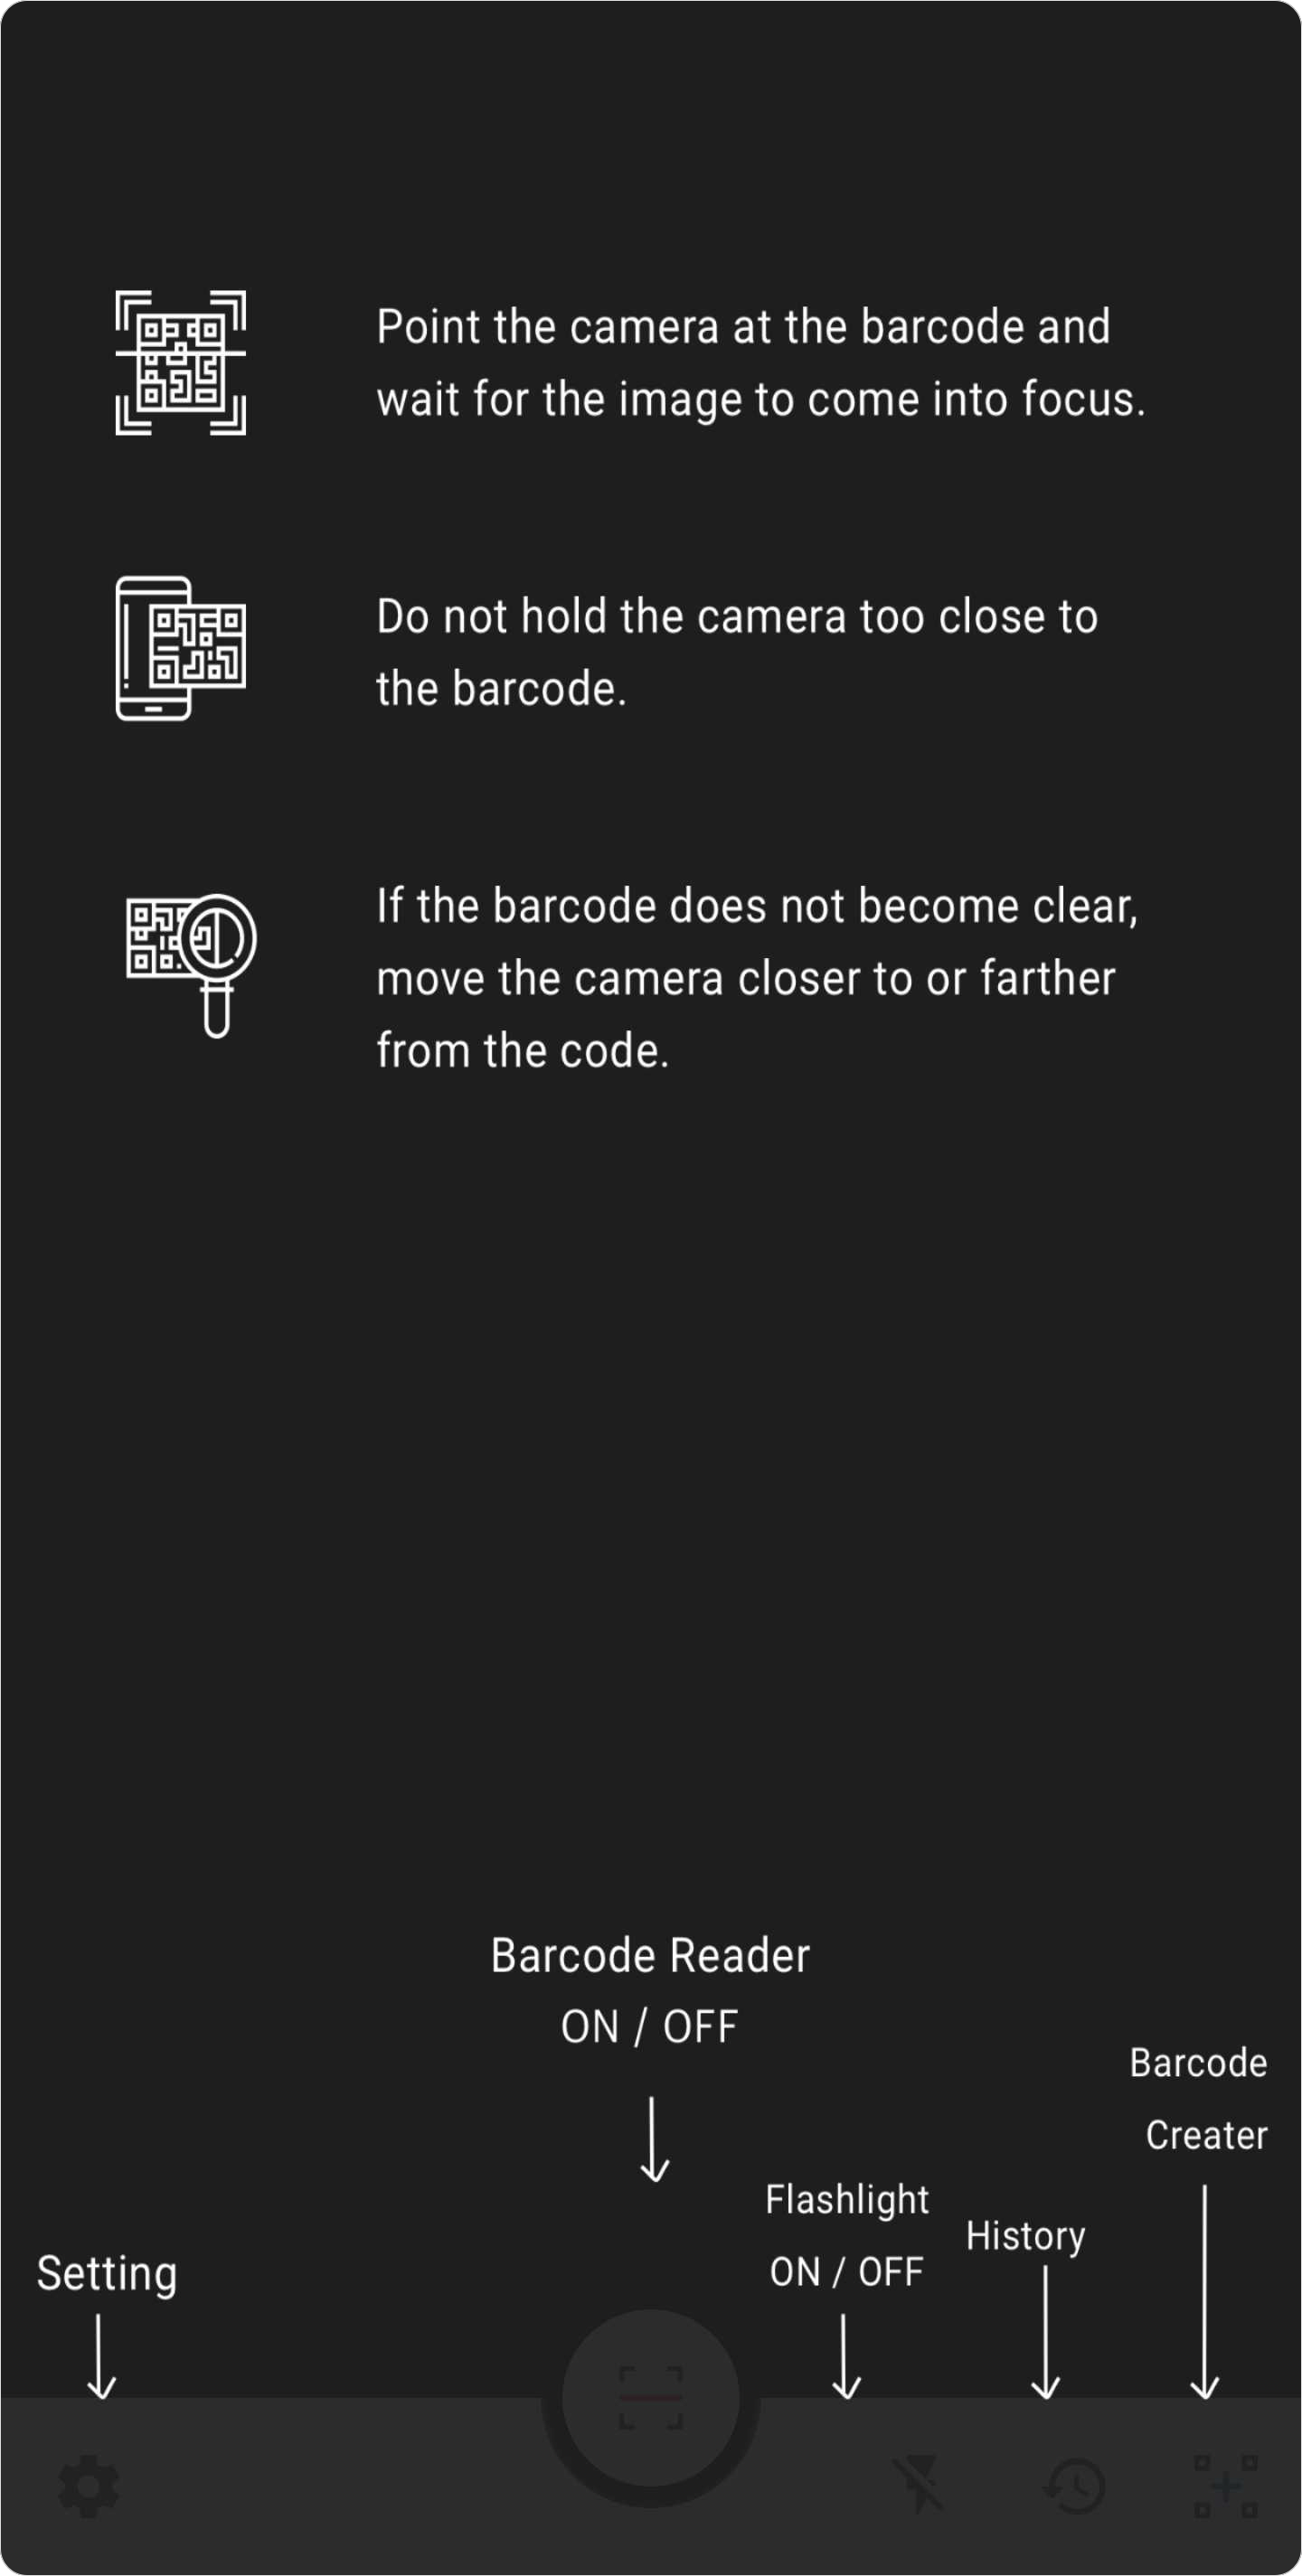 Point the camera at the barcode and
wait for the image to come into focus.
Do not hold the camera too close to
the barcode.
If the barcode does not become clear,
move the camera closer to or farther
from the code.
Barcode Reader
ON / OFF
Barcode
Creater
Flashlight
ON / OFF
History
Setting